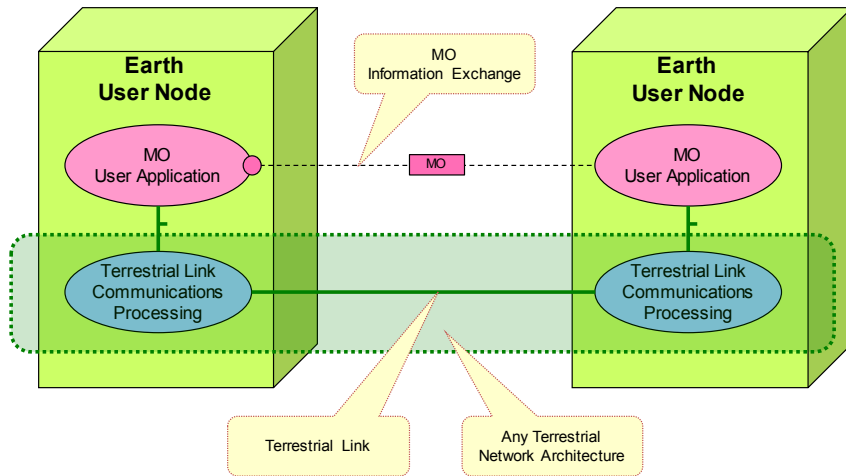 Earth
User Node
MO
Information Exchange
Earth
User Node
MO
User Application
MO
MO
User Application
Terrestrial Link
Communications
Processing
Terrestrial Link
Communications
Processing
Terrestrial Link
Any Terrestrial
Network Architecture